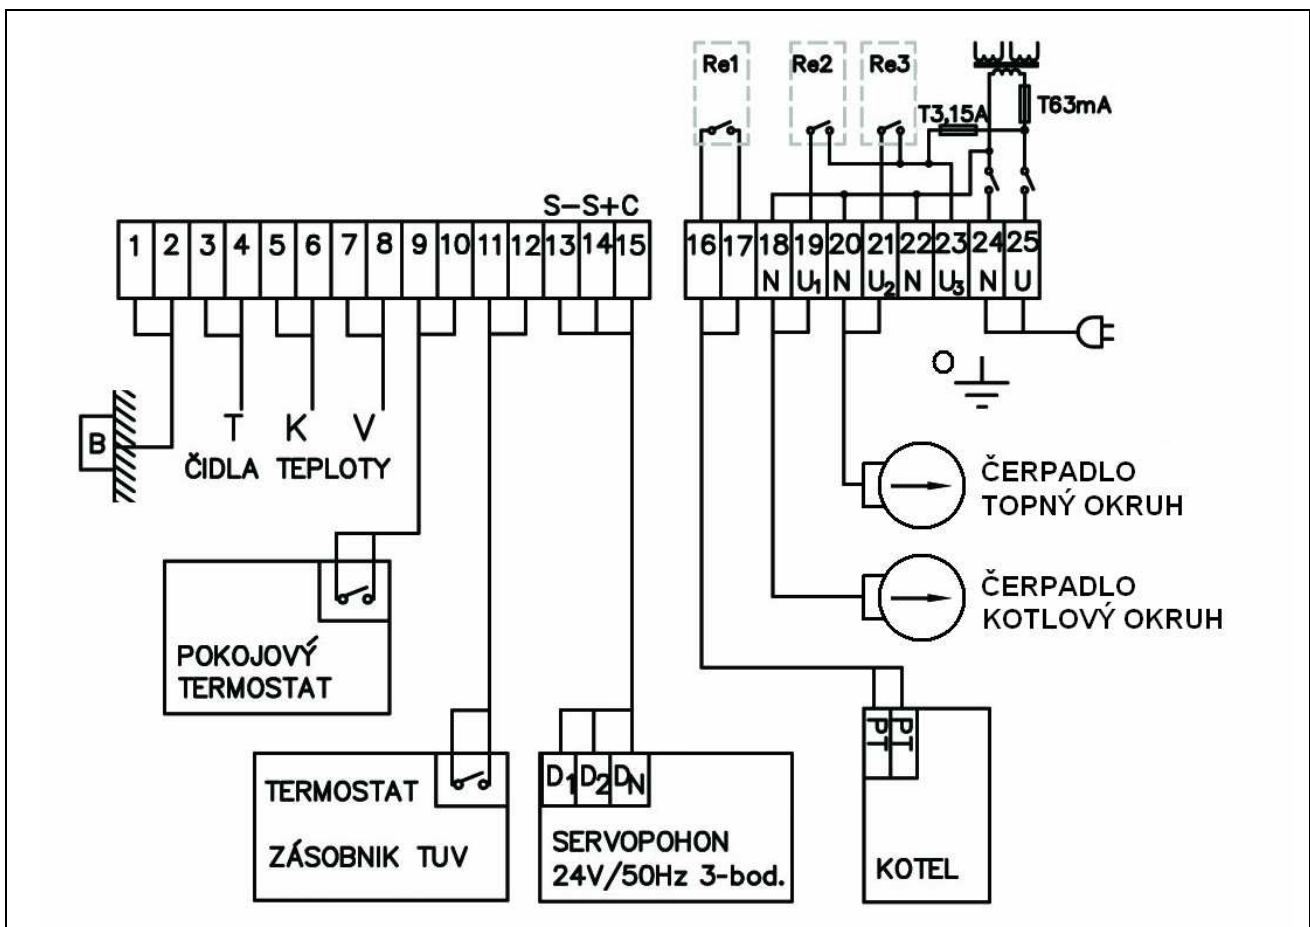 Re1 Re2 Re3
T3,15A T63mA
S- S+ C
1 2 3 4 5 6 7 8 9 10 11 12 13 14 15
16 17 18 19 20 21 22 23 24 25
N U1 N U2 N U3 N U
B
T K V
ČIDLA TEPLOTY
O
ČERPADLO
TOPNÝ OKRUH
ČERPADLO
KOTLOVÝ OKRUH
POKOJOVÝ
TERMOSTAT
PT PT
KOTEL
TERMOSTAT
ZÁSOBNIK TUV
D1 D2 DN
SERVOPOHON
24V/50Hz 3-bod.